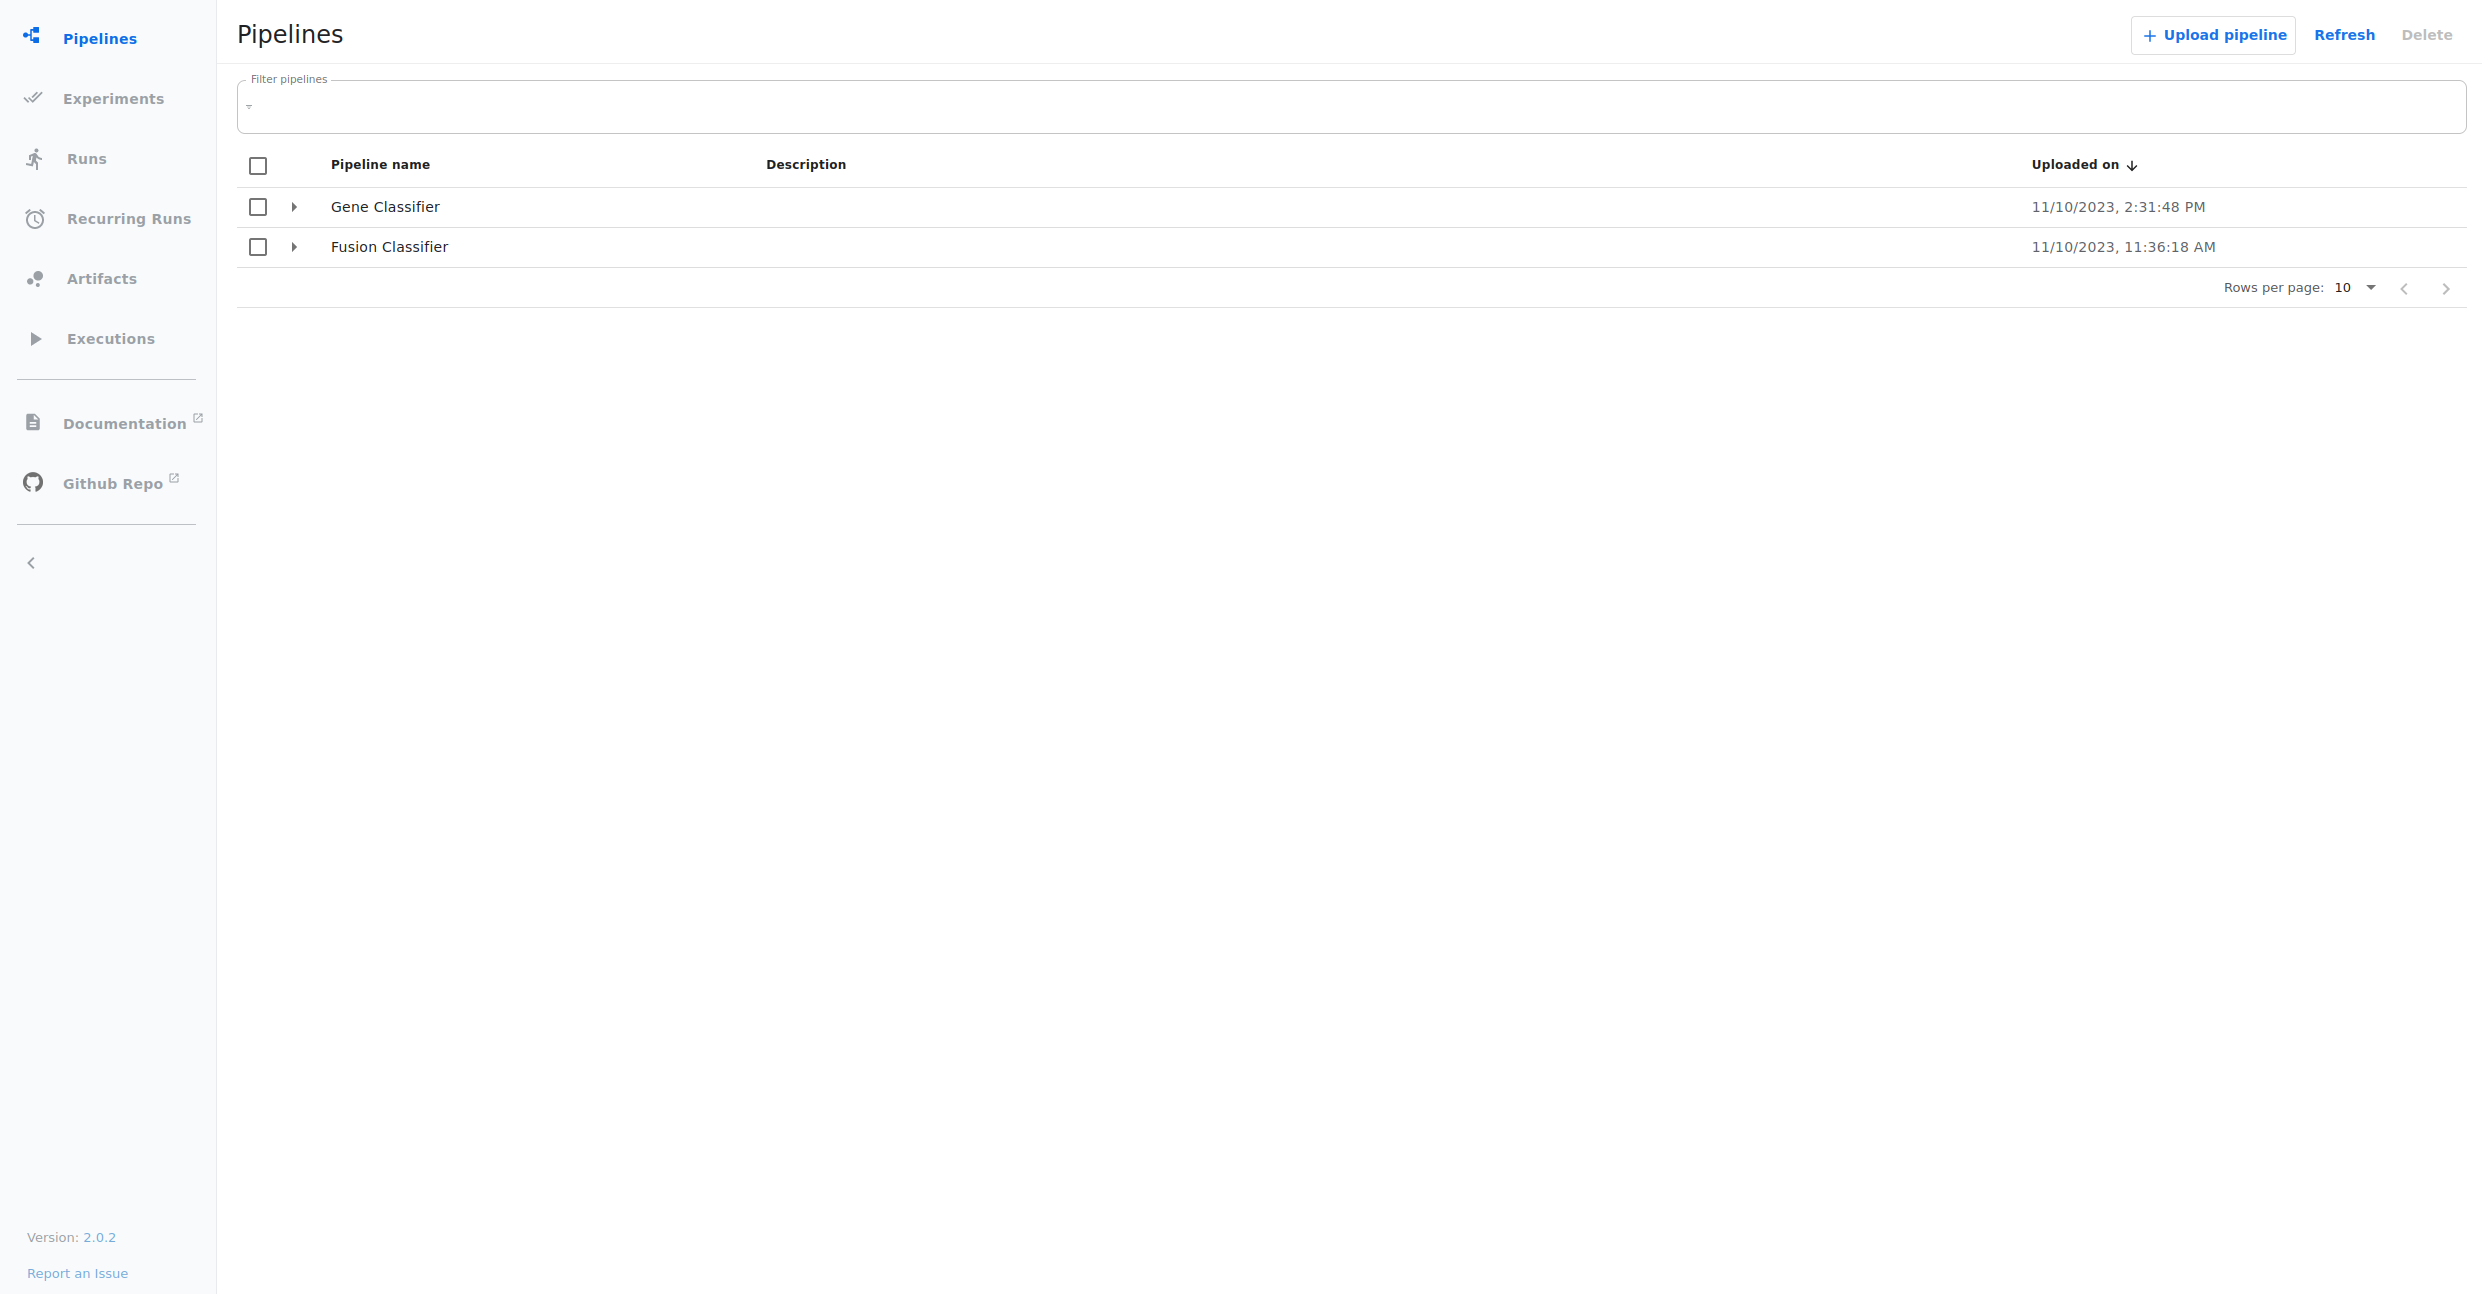 Pipelines
Experiments
Runs
Recurring Runs
Artifacts
Executions
Documentation
Github Repo
Version: 2.0.2
Report an Issue
Pipelines
Upload pipeline Refresh Delete
Filter pipelines
Pipeline name Description Uploaded on
Gene Classifier 11/10/2023, 2:31:48 PM
Fusion Classifier 11/10/2023, 11:36:18 AM
Rows per page: 10